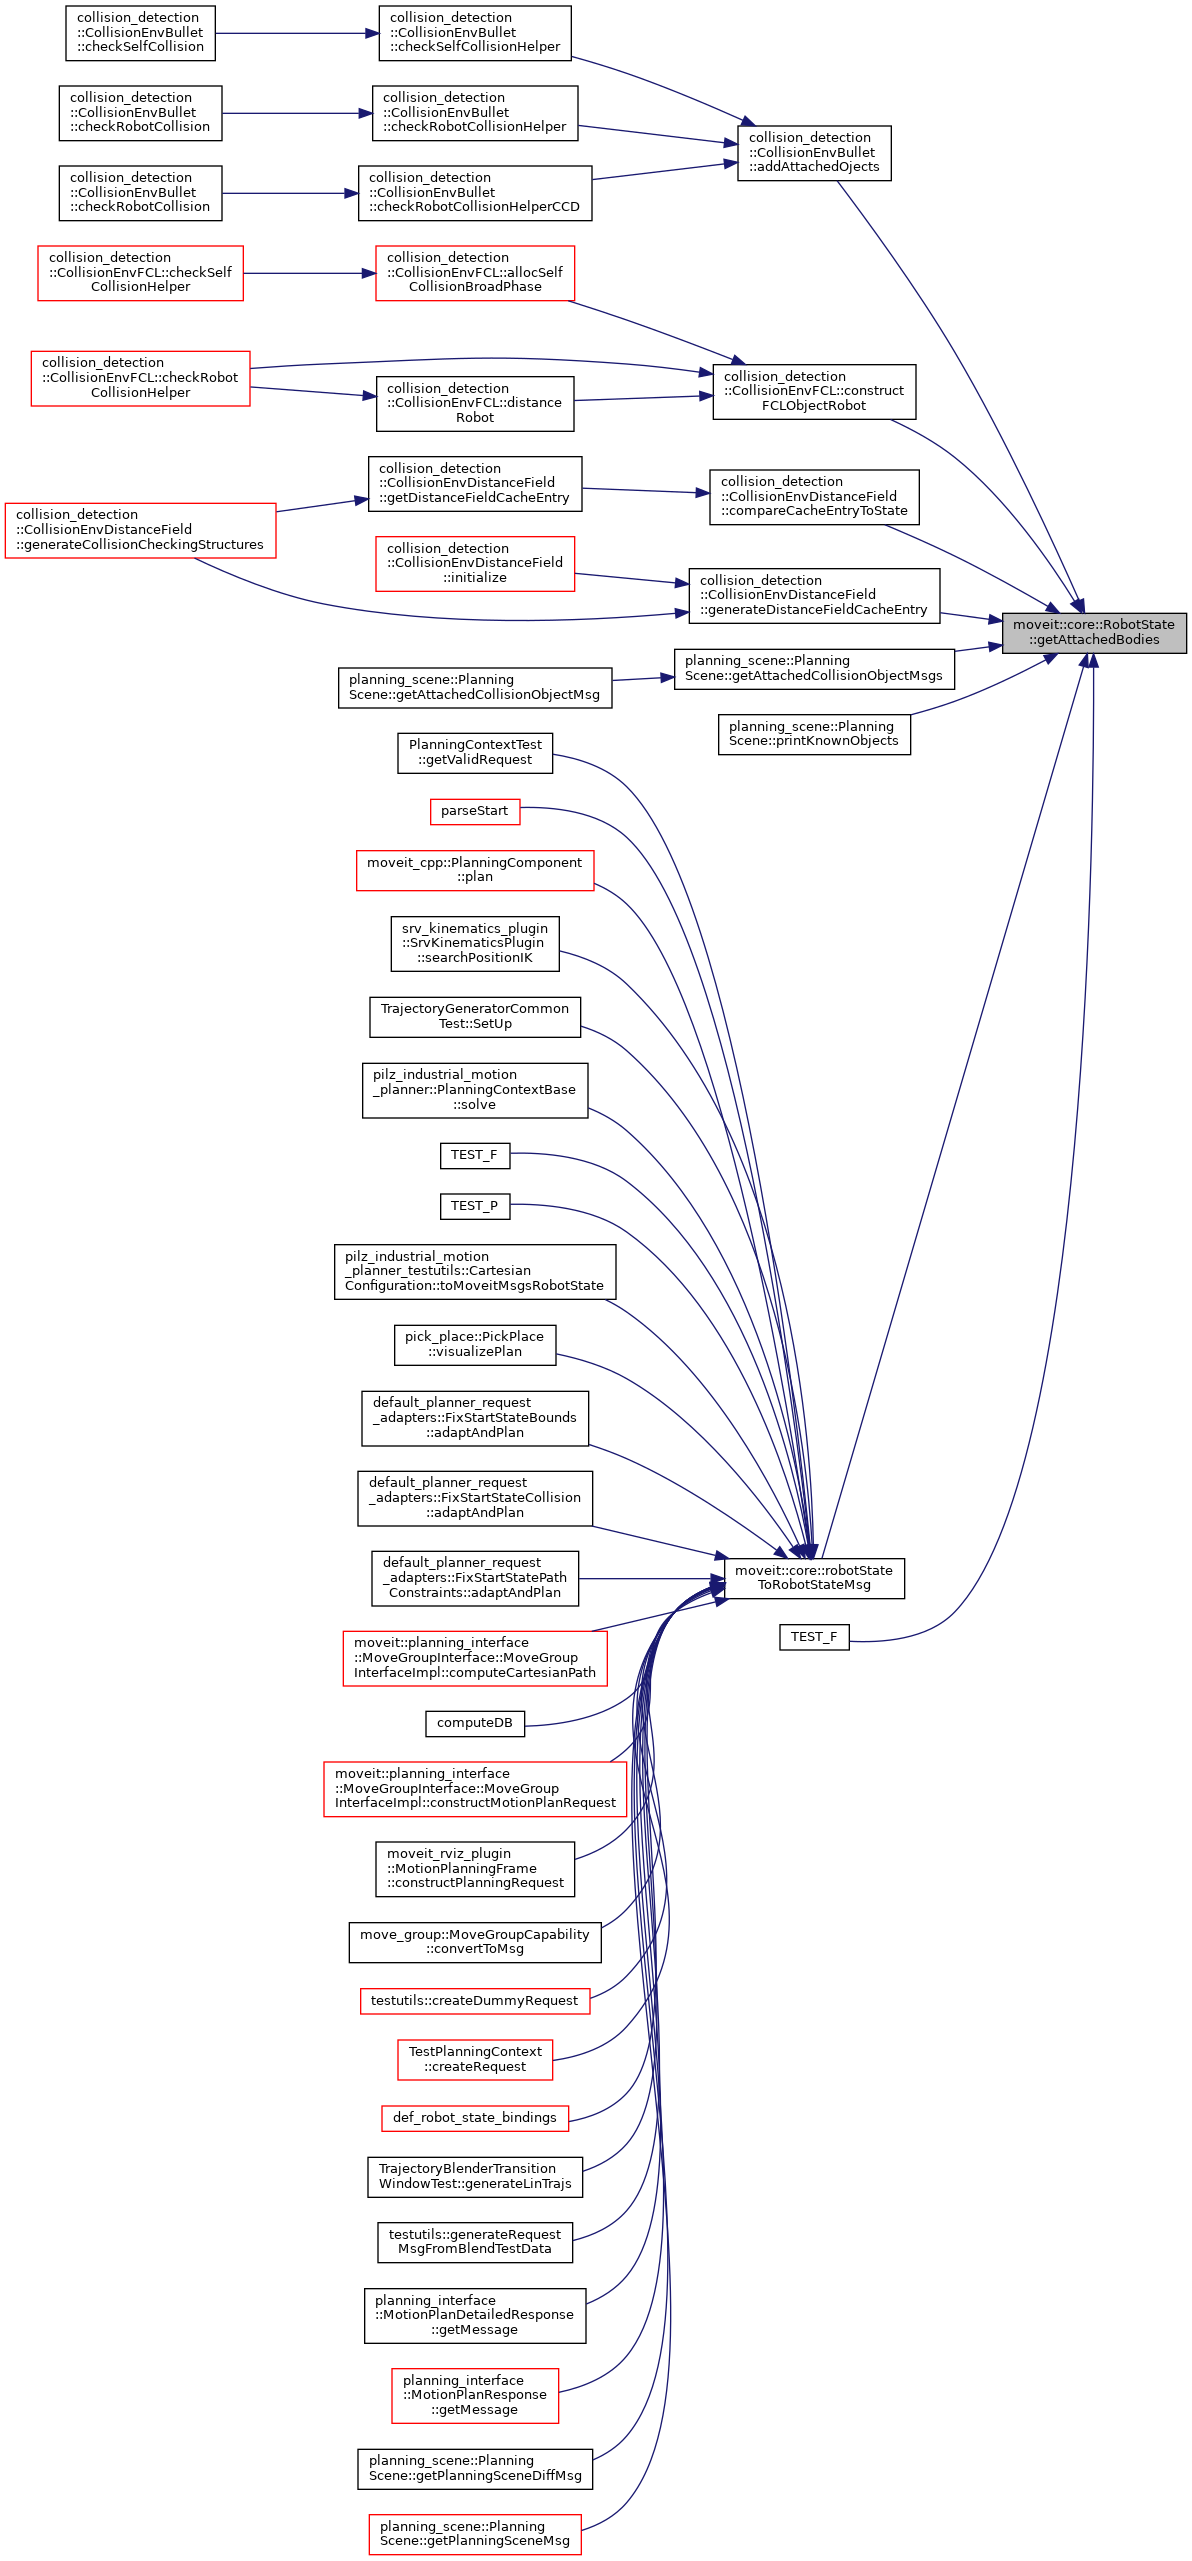 collision_detection
::CollisionEnvBullet
::checkSelfCollision
collision_detection
::CollisionEnvBullet
::checkSelfCollisionHelper
collision_detection
::CollisionEnvBullet
::checkRobotCollision
collision_detection
::CollisionEnvBullet
::checkRobotCollisionHelper
collision_detection
::CollisionEnvBullet
::addAttachedOjects
collision_detection
::CollisionEnvBullet
::checkRobotCollision
collision_detection
::CollisionEnvBullet
::checkRobotCollisionHelperCCD
collision_detection
::CollisionEnvFCL::checkSelf
CollisionHelper
collision_detection
::CollisionEnvFCL::allocSelf
CollisionBroadPhase
collision_detection
::CollisionEnvFCL::checkRobot
CollisionHelper
collision_detection
::CollisionEnvFCL::distance
Robot
collision_detection
::CollisionEnvFCL::construct
FCLObjectRobot
collision_detection
::CollisionEnvDistanceField
::getDistanceFieldCacheEntry
collision_detection
::CollisionEnvDistanceField
::compareCacheEntryToState
collision_detection
::CollisionEnvDistanceField
::generateCollisionCheckingStructures
collision_detection
::CollisionEnvDistanceField
::initialize
collision_detection
::CollisionEnvDistanceField
::generateDistanceFieldCacheEntry
moveit::core::RobotState
::getAttachedBodies
planning_scene::Planning
Scene::getAttachedCollisionObjectMsg
planning_scene::Planning
Scene::getAttachedCollisionObjectMsgs
planning_scene::Planning
Scene::printKnownObjects
PlanningContextTest
::getValidRequest
parseStart
moveit_cpp::PlanningComponent
::plan
srv_kinematics_plugin
::SrvKinematicsPlugin
::searchPositionIK
TrajectoryGeneratorCommon
Test::SetUp
pilz_industrial_motion
_planner::PlanningContextBase
::solve
TEST_F
TEST_P
pilz_industrial_motion
_planner_testutils::Cartesian
Configuration::toMoveitMsgsRobotState
pick_place::PickPlace
::visualizePlan
default_planner_request
_adapters::FixStartStateBounds
::adaptAndPlan
default_planner_request
_adapters::FixStartStateCollision
::adaptAndPlan
default_planner_request
_adapters::FixStartStatePath
Constraints::adaptAndPlan
moveit::core::robotState
ToRobotStateMsg
TEST_F
moveit::planning_interface
::MoveGroupInterface::MoveGroup
InterfaceImpl::computeCartesianPath
computeDB
moveit::planning_interface
::MoveGroupInterface::MoveGroup
InterfaceImpl::constructMotionPlanRequest
moveit_rviz_plugin
::MotionPlanningFrame
::constructPlanningRequest
move_group::MoveGroupCapability
::convertToMsg
testutils::createDummyRequest
TestPlanningContext
::createRequest
def_robot_state_bindings
TrajectoryBlenderTransition
WindowTest::generateLinTrajs
testutils::generateRequest
MsgFromBlendTestData
planning_interface
::MotionPlanDetailedResponse
::getMessage
planning_interface
::MotionPlanResponse
::getMessage
planning_scene::Planning
Scene::getPlanningSceneDiffMsg
planning_scene::Planning
Scene::getPlanningSceneMsg